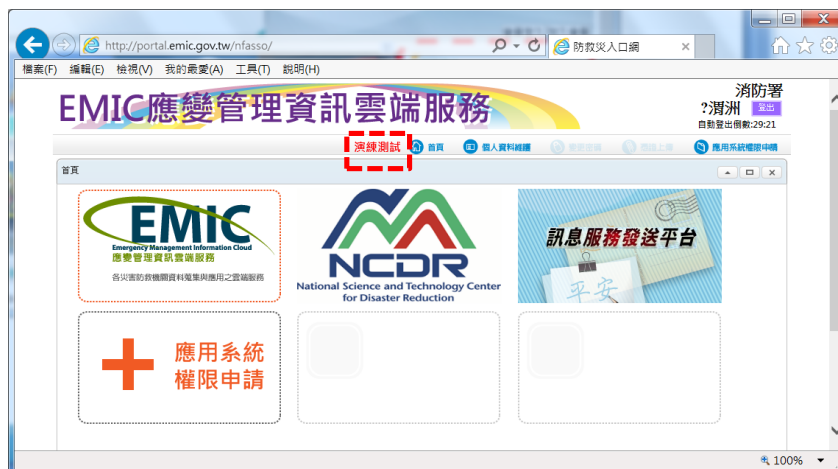 http://portal.emic.gov.tw/nfasso/
防救災入口網
檔案(F) 編輯(E) 檢視(V) 我的最愛(A) 工具(T) 說明(H)
EMIC應變管理資訊雲端服務
消防署
?渭洲 登出
自動登出倒數:29:21
演練測試 首頁 個人資料維護 應用系統權限申請
首頁
EMIC
Emergency Management Information Cloud
應變管理資訊雲端服務
各災害防救機關資料蒐集與應用之雲端服務
NCDR
National Science and Technology Center
for Disaster Reduction
訊息服務發送平台
平安
應用系統
權限申請
100%